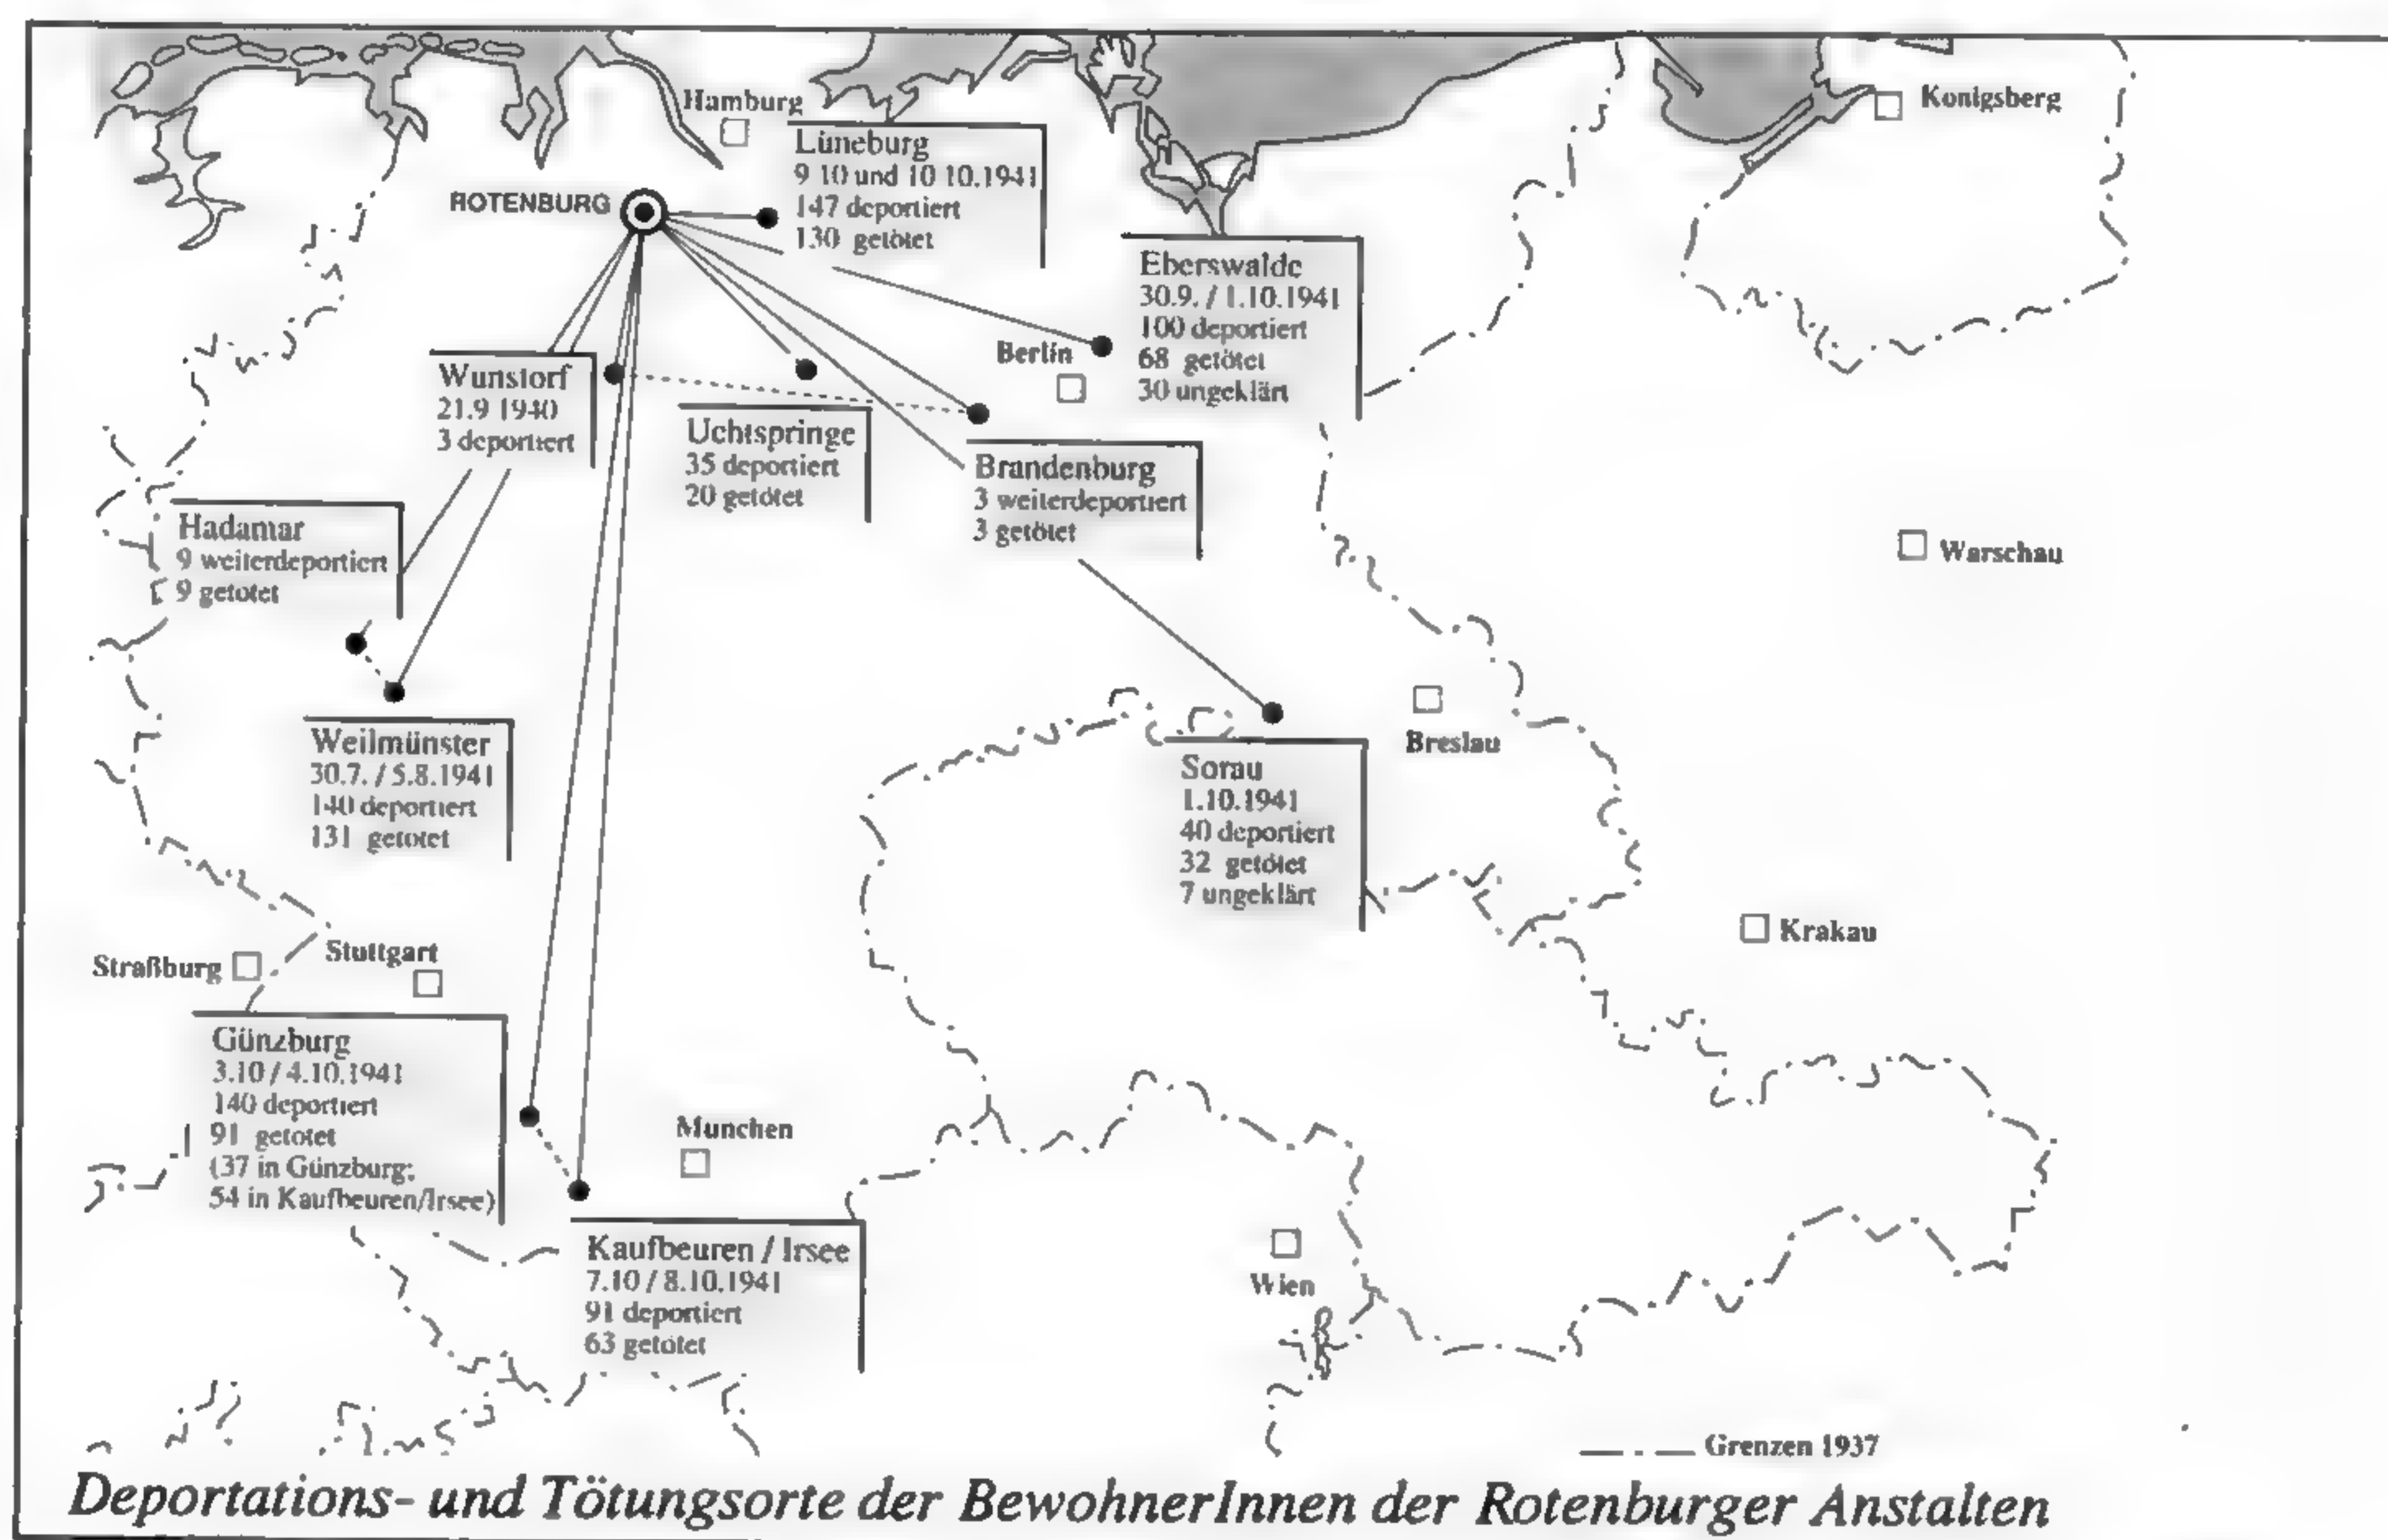 Hamburg
Konigsberg
Lüneburg
9 10 und 10 10.1941
147 deportiert
130 getötet
ROTENBURG
Eberswalde
30.9. / 1.10.1941
100 deportiert
68 getötet
30 ungeklärt
Berlin
Wunstorf
21.9 1940
3 deportiert
Uchtspringe
35 deportiert
20 getötet
Brandenburg
3 weiterdeportiert
3 getötet
Hadamar
9 weiterdeportiert
9 getotet
Warschau
Weilmünster
30.7. / 5.8.1941
140 deportiert
131 getotet
Breslau
Sorau
1.10.1941
40 deportiert
32 getötet
7 ungeklärt
Krakau
Straßburg
Stuttgart
Günzburg
3.10 / 4.10.1941
140 deportiert
91 getotet
(37 in Günzburg;
54 in Kaufbeuren/Irsee)
Munchen
Kaufbeuren / Irsee
7.10 / 8.10.1941
91 deportiert
63 getötet
Wien
Grenzen 1937
Deportations- und Tötungsorte der BewohnerInnen der Rotenburger Anstalten